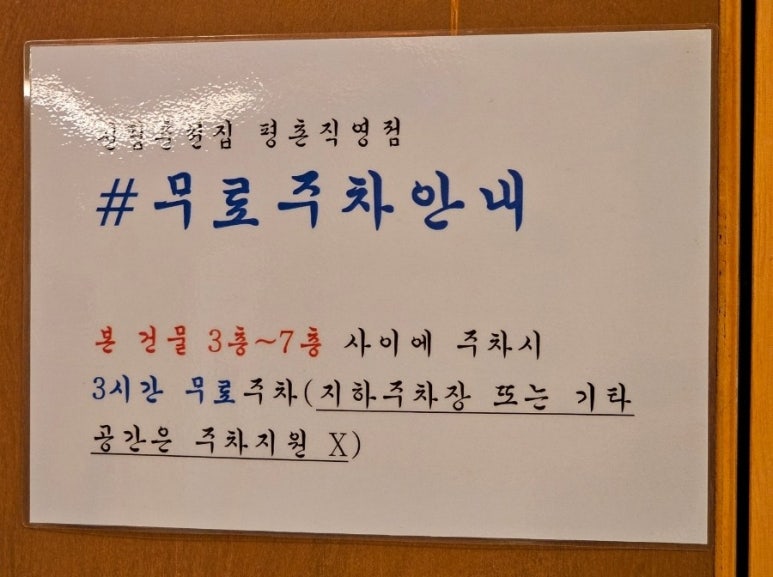 평촌직영점
#무로주차안내
본 건물 3층~7층 사이에 주차시
3시간 무료주차(지하주차장 또는 기타
공간은 주차지원 X)